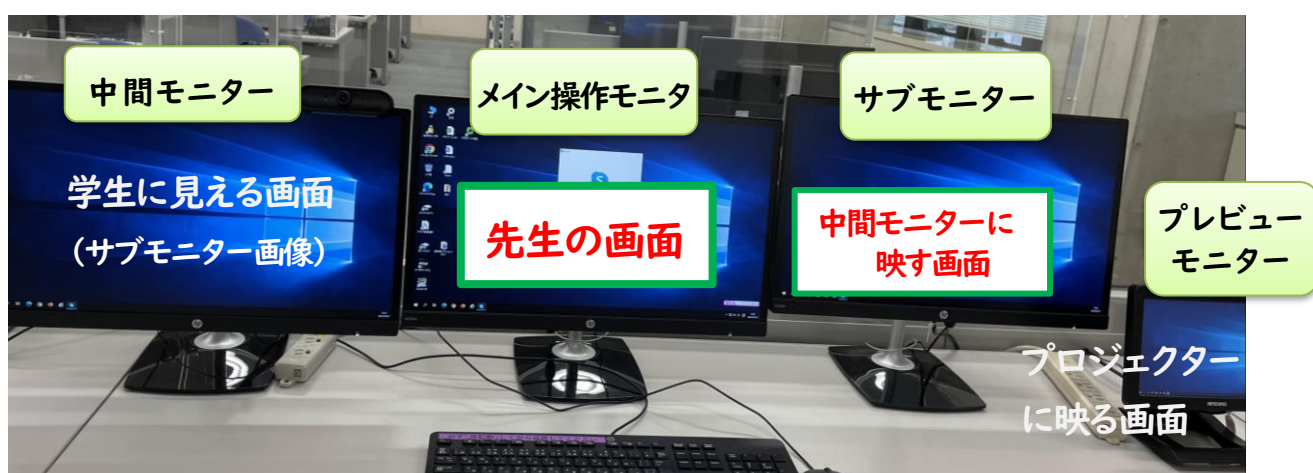 中間モニター
メイン操作モニタ
サブモニター
学生に見える画面
（サブモニター画像）
先生の画面
中間モニターに
映す画面
プレビュー
モニター
プロジェクター
に映る画面